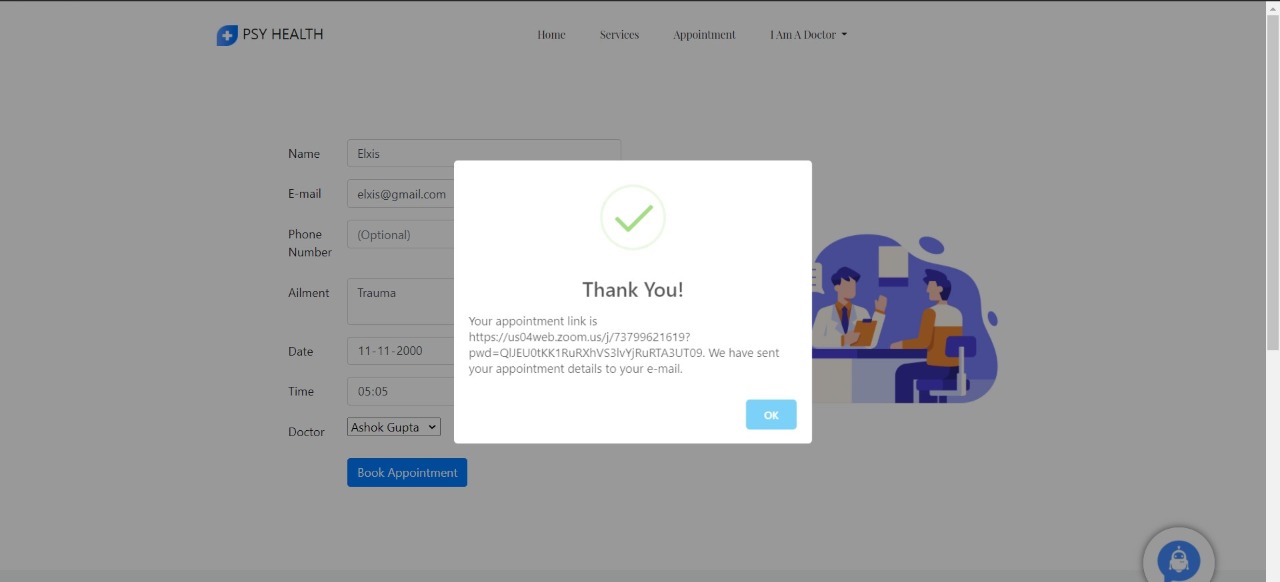 PSY HEALTH
Home Services Appointment I Am A Doctor
Name Elxis
E-mail elxis@gmail.com
Phone Number (Optional)
Ailment Trauma
Date 11-11-2000
Time 05:05
Doctor Ashok Gupta
Book Appointment
Thank You!
Your appointment link is
https://us04web.zoom.us/j/73799621619?
pwd=QlJEU0tKK1RuRXhVS3lvYjRuRTA3UT09. We have sent
your appointment details to your e-mail.
OK